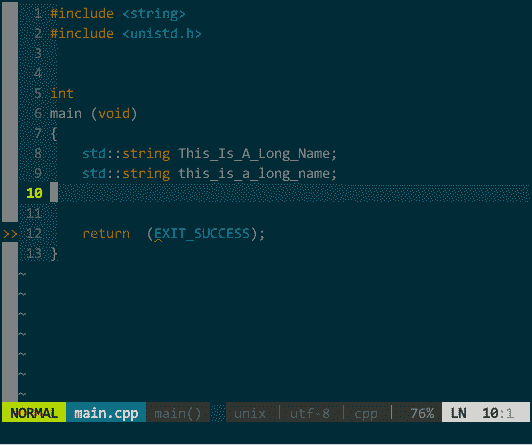 1 #include <string>
2 #include <unistd.h>
3
4
5 int
6 main (void)
7 {
8     std::string This_Is_A_Long_Name;
9     std::string this_is_a_long_name;
10
11
>> 12     return  (EXIT_SUCCESS);
13 }
~
~
~
~
~
~
~
NORMAL main.cpp main() unix | utf-8 | cpp | 76% LN 10:1